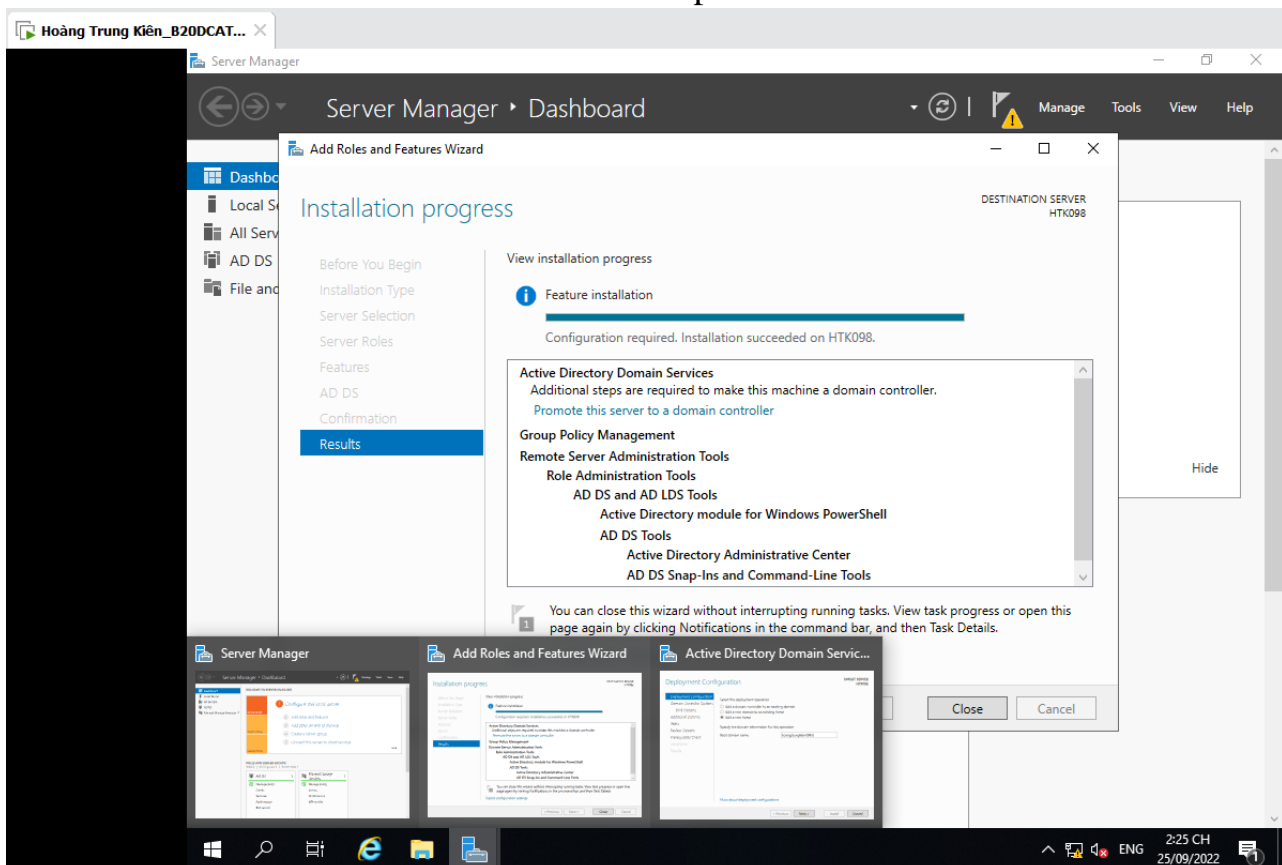 Hoàng Trung Kiên_B20DCAT...
Server Manager
Server Manager Dashboard
Manage Tools View Help
Add Roles and Features Wizard
Installation progress
DESTINATION SERVER
HTK098
Dashbo
Local Se
All Serv
AD DS
File and
Before You Begin
Installation Type
Server Selection
Server Roles
Features
AD DS
Confirmation
Results
View installation progress
Feature installation
Configuration required. Installation succeeded on HTK098.
Active Directory Domain Services
Additional steps are required to make this machine a domain controller.
Promote this server to a domain controller
Group Policy Management
Remote Server Administration Tools
Role Administration Tools
AD DS and AD LDS Tools
Active Directory module for Windows PowerShell
AD DS Tools
Active Directory Administrative Center
AD DS Snap-Ins and Command-Line Tools
1
You can close this wizard without interrupting running tasks. View task progress or open this
page again by clicking Notifications in the command bar, and then Task Details.
Hide
Close Cancel
Server Manager
Add Roles and Features Wizard
Active Directory Domain Servic...
Installation progress
Deployment Configuration
ENG
2:25 CH
25/09/2022
1